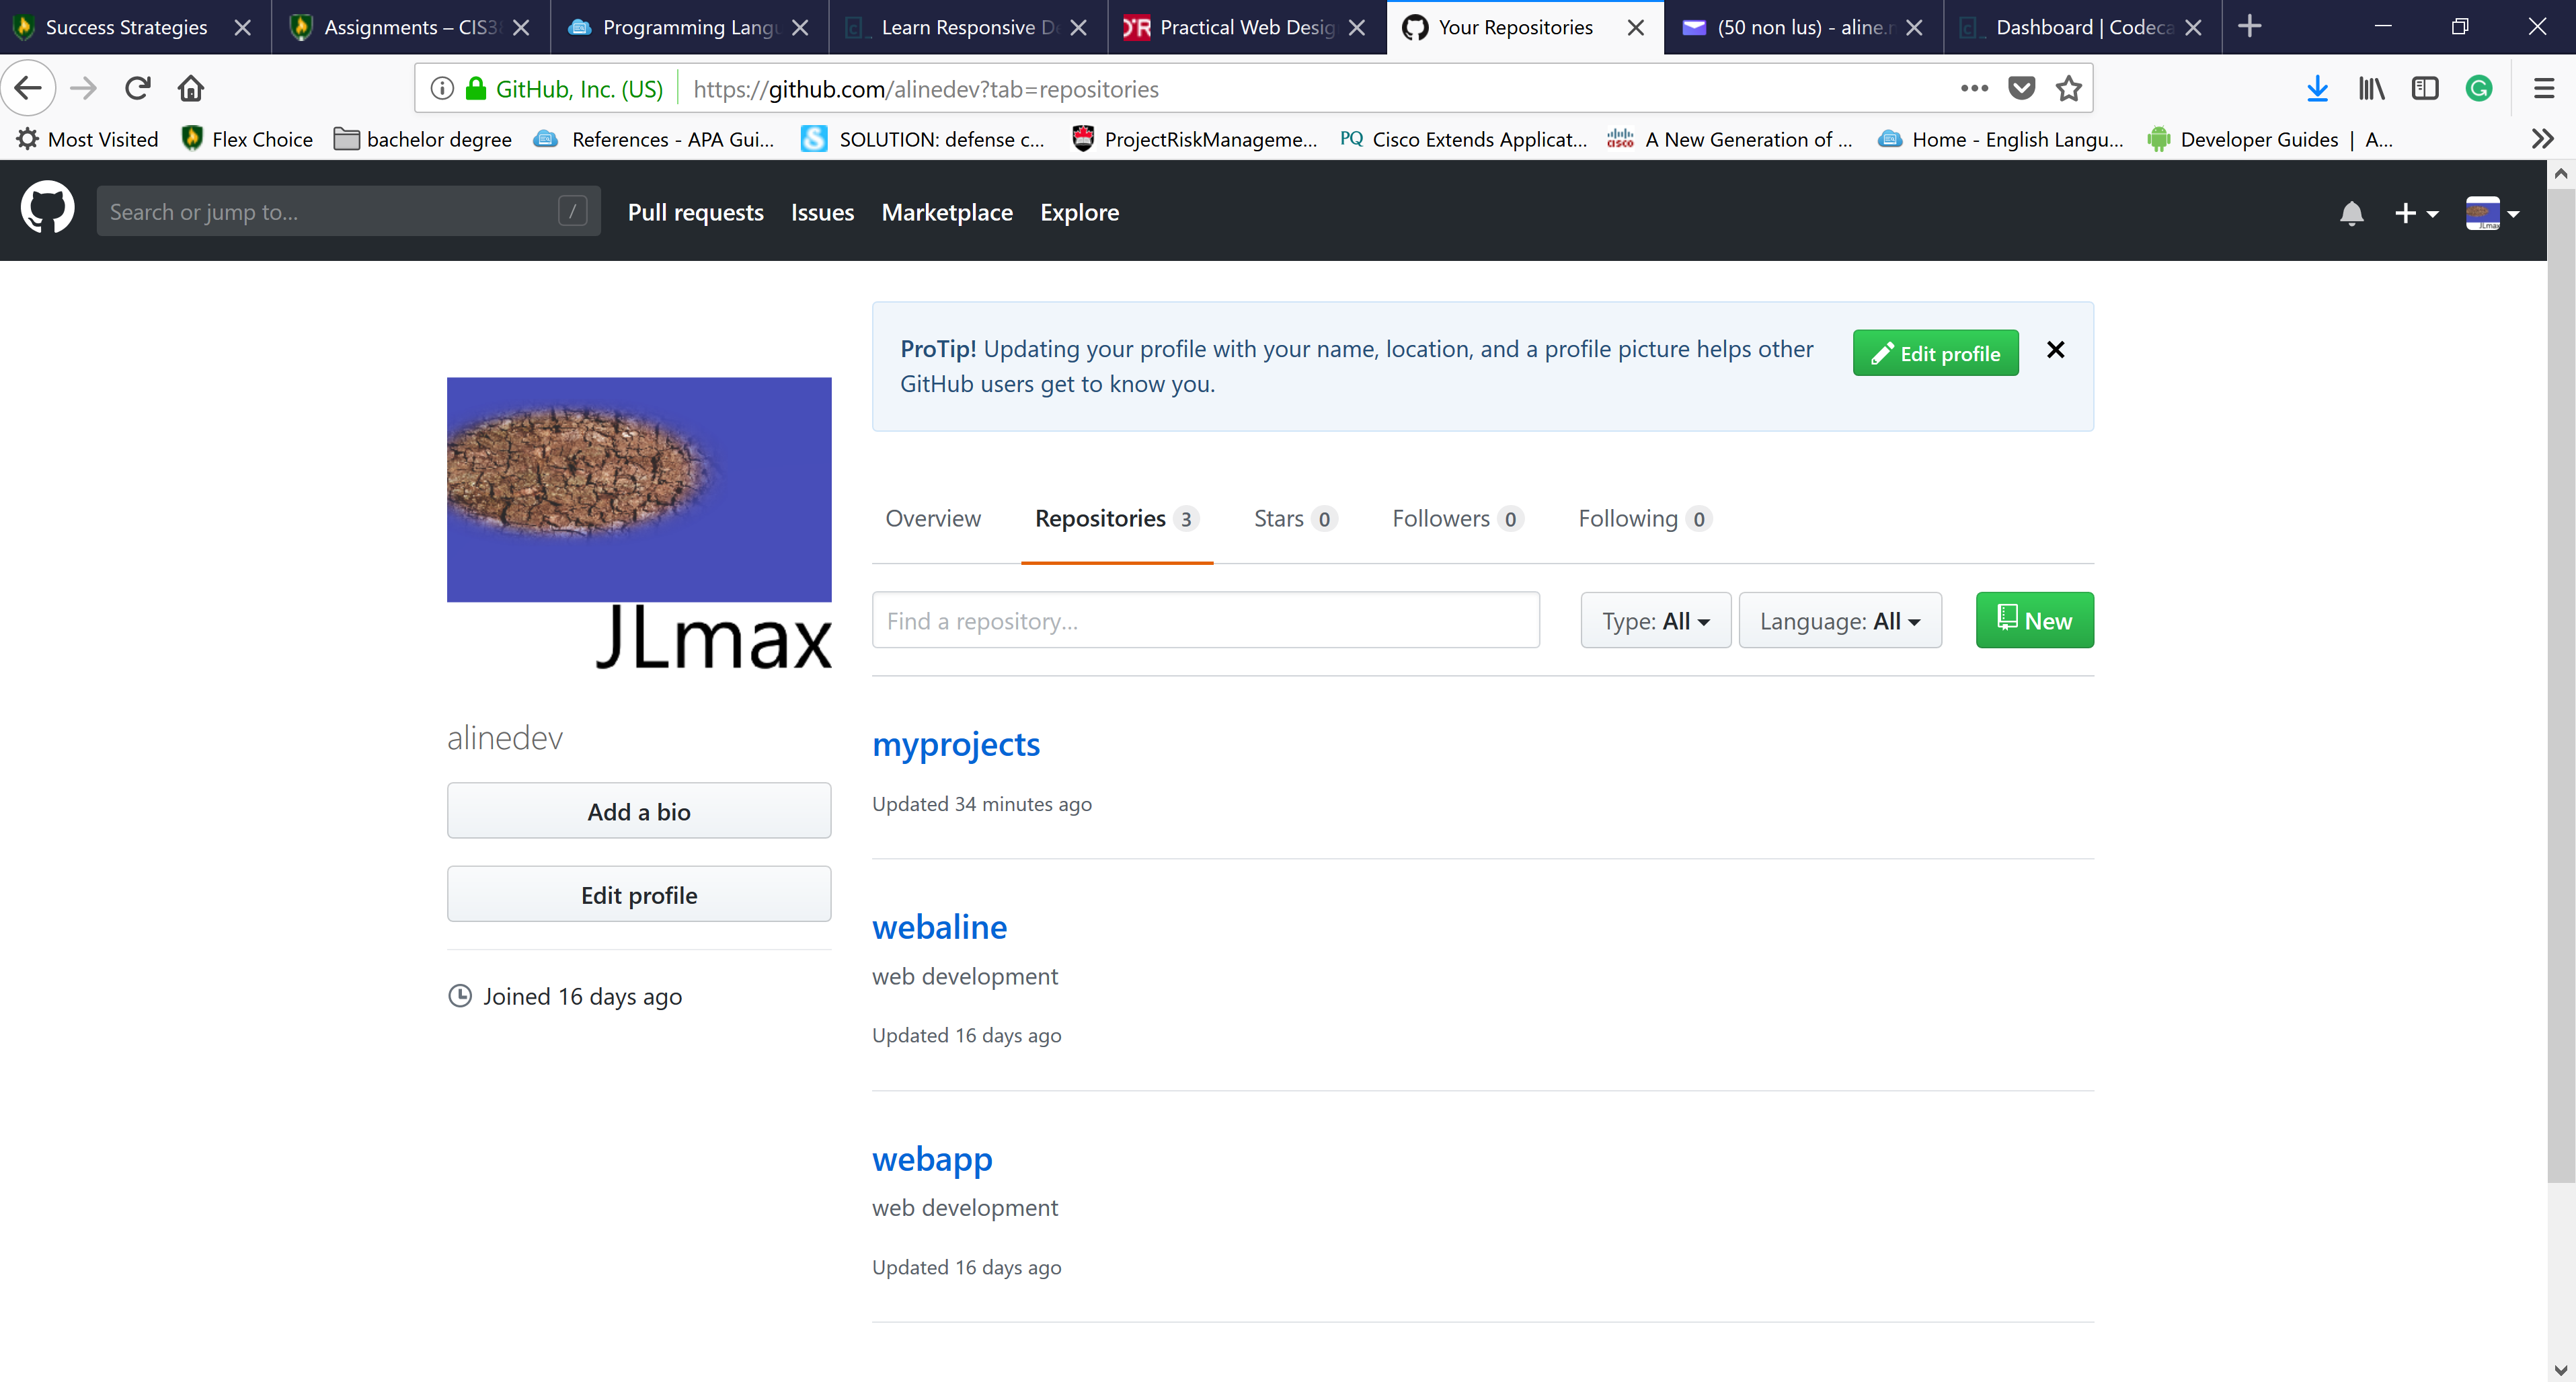 Success Strategies
Assignments – CIS38
Programming Langu
Learn Responsive De
Practical Web Desig
Your Repositories
(50 non lus) - aline.m
Dashboard | Codeca
GitHub, Inc. (US)
https://github.com/alinedev?tab=repositories
Most Visited
Flex Choice
bachelor degree
References - APA Gui...
SOLUTION: defense c...
ProjectRiskManageme...
PQ Cisco Extends Applicat...
CISCO A New Generation of ...
Home - English Langu...
Developer Guides | A...
Search or jump to... /
Pull requests
Issues
Marketplace
Explore
ProTip! Updating your profile with your name, location, and a profile picture helps other
GitHub users get to know you.
Edit profile
JLmax
alinedev
Add a bio
Edit profile
Joined 16 days ago
Overview
Repositories 3
Stars 0
Followers 0
Following 0
Find a repository...
Type: All
Language: All
New
myprojects
Updated 34 minutes ago
webaline
web development
Updated 16 days ago
webapp
web development
Updated 16 days ago